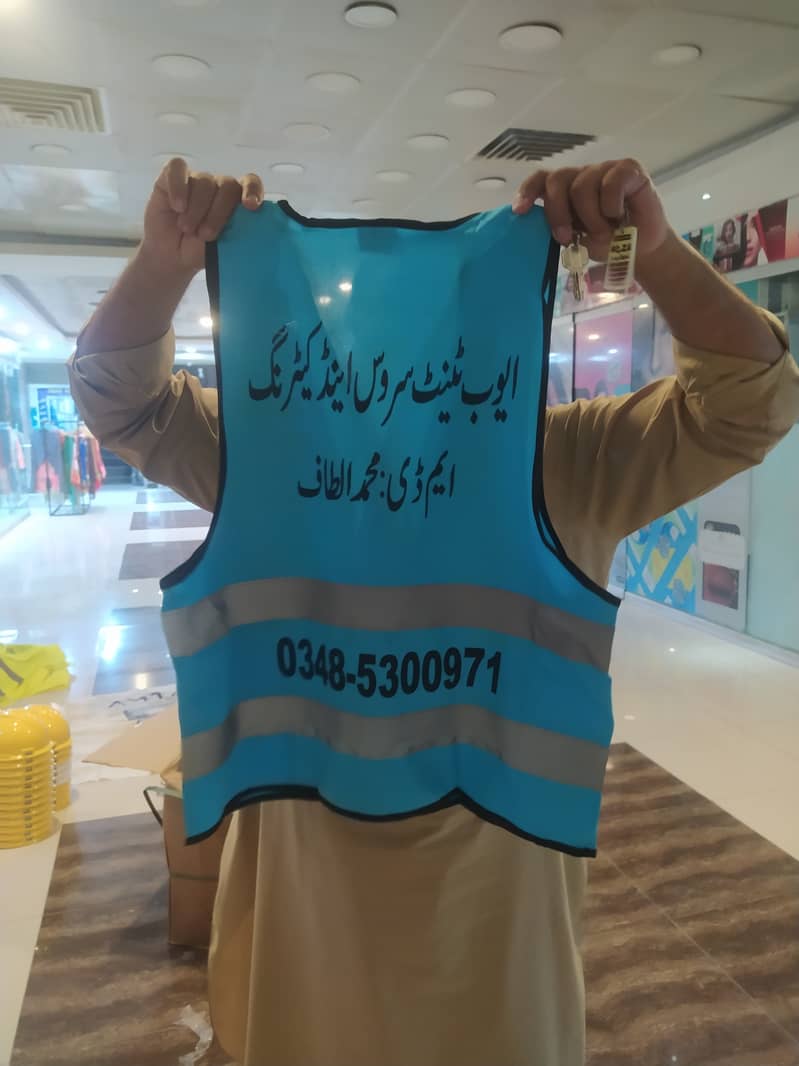 ایوب ٹینٹ سروس اینڈ کیٹرنگ
ایم ڈی: محمد الطاف
0348-5300971